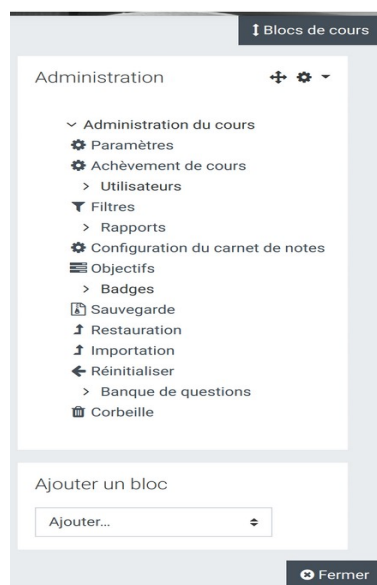 Blocs de cours
Administration
Administration du cours
Paramètres
Achèvement de cours
Utilisateurs
Filtres
Rapports
Configuration du carnet de notes
Objectifs
Badges
Sauvegarde
Restauration
Importation
Réinitialiser
Banque de questions
Corbeille
Ajouter un bloc
Ajouter...
Fermer